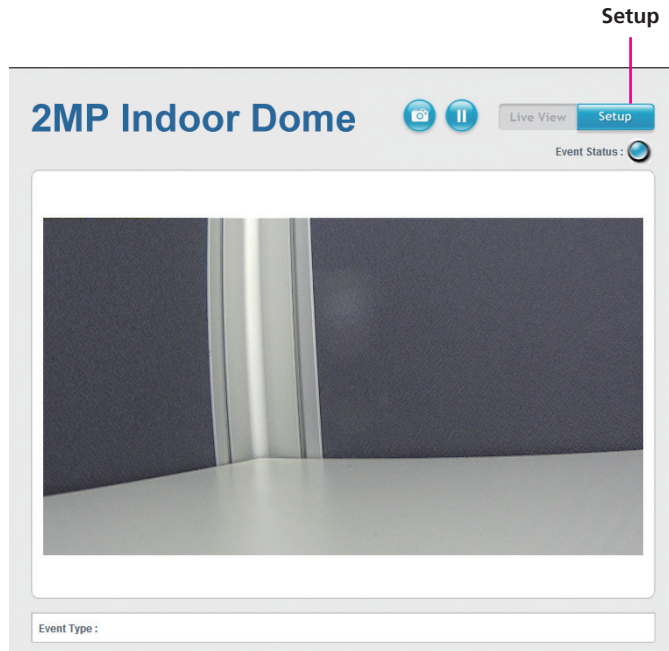 Setup
2MP Indoor Dome
Live View Setup
Event Status :
Event Type :